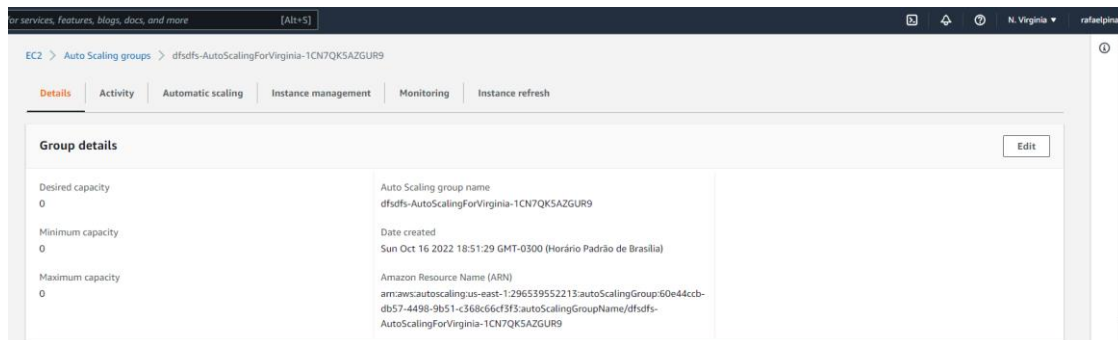 for services, features, blogs, docs, and more [Alt+S] N. Virginia ▼ rafaelpina
EC2 > Auto Scaling groups > dfsdfs-AutoScalingForVirginia-1CN7QK5AZGUR9
Details Activity Automatic scaling Instance management Monitoring Instance refresh
Group details Edit
Desired capacity
0
Minimum capacity
0
Maximum capacity
0
Auto Scaling group name
dfsdfs-AutoScalingForVirginia-1CN7QK5AZGUR9
Date created
Sun Oct 16 2022 18:51:29 GMT-0300 (Horário Padrão de Brasília)
Amazon Resource Name (ARN)
arn:aws:autoscaling:us-east-1:296539552213:autoScalingGroup:60e44ccb-
db57-4498-9b51-c368c66cf3f3:autoScalingGroupName/dfsdfs-
AutoScalingForVirginia-1CN7QK5AZGUR9